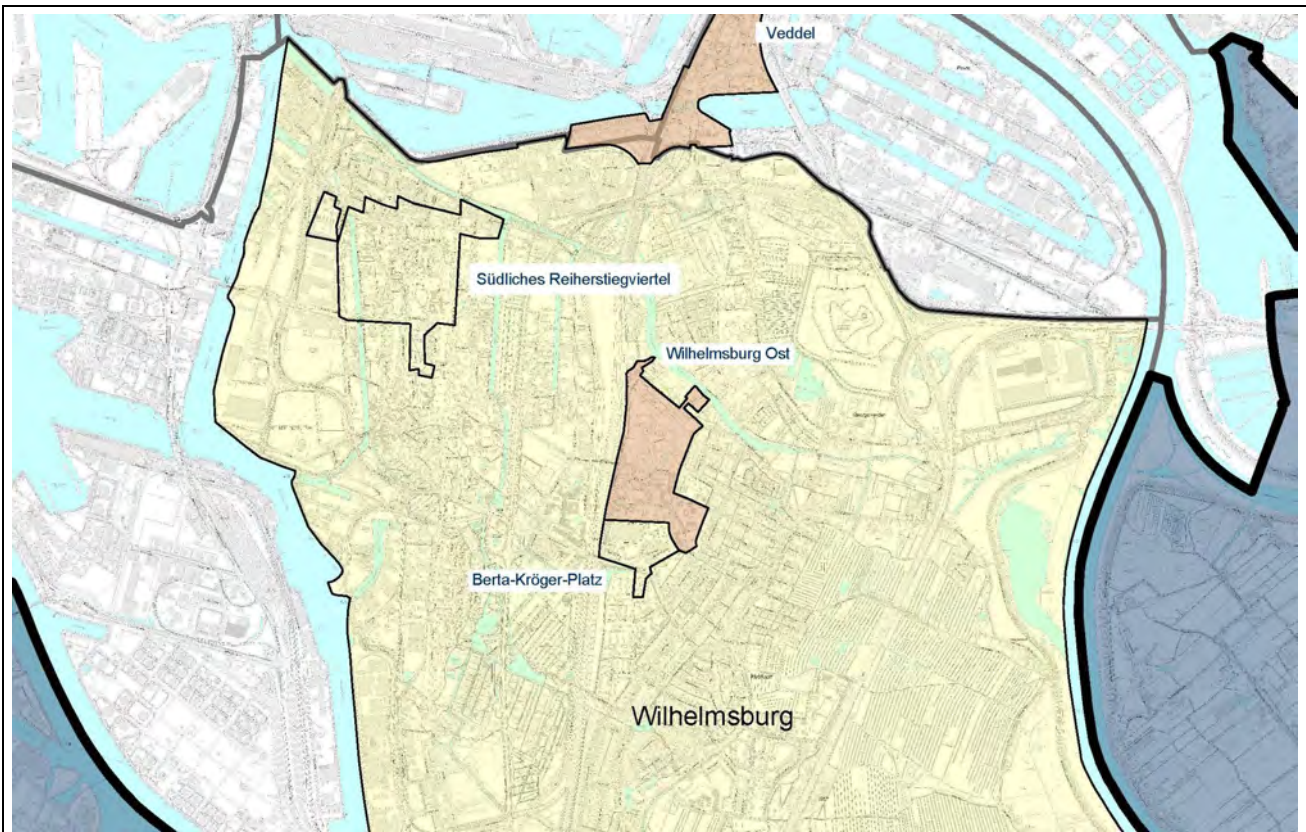 Veddel
Südliches Reiherstiegviertel
Wilhelmsburg Ost
Berta-Kröger-Platz
Wilhelmsburg